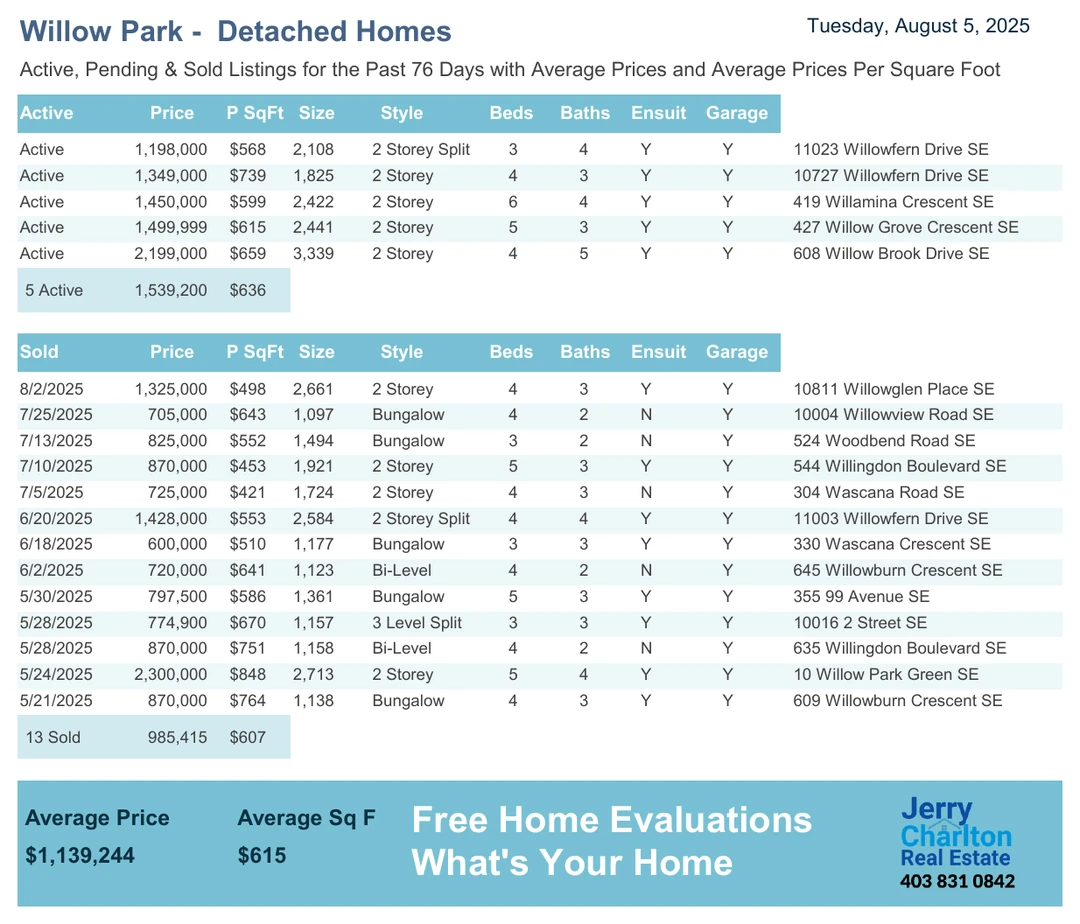 Willow Park - Detached Homes
Tuesday, August 5, 2025
Active, Pending & Sold Listings for the Past 76 Days with Average Prices and Average Prices Per Square Foot
Active Price P SqFt Size Style Beds Baths Ensuit Garage
Active 1,198,000 $568 2,108 2 Storey Split 3 4 Y Y 11023 Willowfern Drive SE
Active 1,349,000 $739 1,825 2 Storey 4 3 Y Y 10727 Willowfern Drive SE
Active 1,450,000 $599 2,422 2 Storey 6 4 Y Y 419 Willamina Crescent SE
Active 1,499,999 $615 2,441 2 Storey 5 3 Y Y 427 Willow Grove Crescent SE
Active 2,199,000 $659 3,339 2 Storey 4 5 Y Y 608 Willow Brook Drive SE
5 Active 1,539,200 $636
Sold Price P SqFt Size Style Beds Baths Ensuit Garage
8/2/2025 1,325,000 $498 2,661 2 Storey 4 3 Y Y 10811 Willowglen Place SE
7/25/2025 705,000 $643 1,097 Bungalow 4 2 N Y 10004 Willowview Road SE
7/13/2025 825,000 $552 1,494 Bungalow 3 2 N Y 524 Woodbend Road SE
7/10/2025 870,000 $453 1,921 2 Storey 5 3 Y Y 544 Willingdon Boulevard SE
7/5/2025 725,000 $421 1,724 2 Storey 4 3 N Y 304 Wascana Road SE
6/20/2025 1,428,000 $553 2,584 2 Storey Split 4 4 Y Y 11003 Willowfern Drive SE
6/18/2025 600,000 $510 1,177 Bungalow 3 3 Y Y 330 Wascana Crescent SE
6/2/2025 720,000 $641 1,123 Bi-Level 4 2 N Y 645 Willowburn Crescent SE
5/30/2025 797,500 $586 1,361 Bungalow 5 3 Y Y 355 99 Avenue SE
5/28/2025 774,900 $670 1,157 3 Level Split 3 3 Y Y 10016 2 Street SE
5/28/2025 870,000 $751 1,158 Bi-Level 4 2 N Y 635 Willingdon Boulevard SE
5/24/2025 2,300,000 $848 2,713 2 Storey 5 4 Y Y 10 Willow Park Green SE
5/21/2025 870,000 $764 1,138 Bungalow 4 3 Y Y 609 Willowburn Crescent SE
13 Sold 985,415 $607
Average Price Average Sq F
$1,139,244 $615
Free Home Evaluations
What's Your Home
Jerry
Charlton
Real Estate
403 831 0842